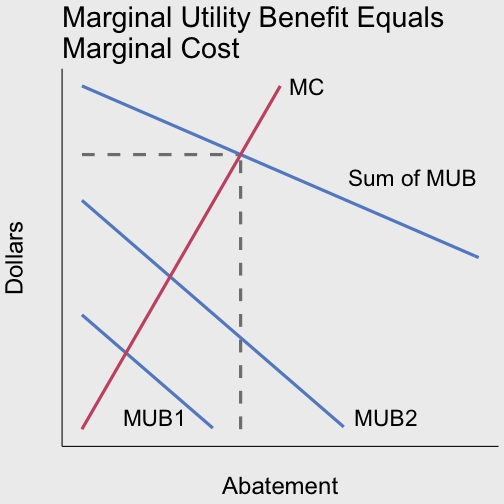 Marginal Utility Benefit Equals
Marginal Cost
MC
Sum of MUB
Dollars
MUB1
MUB2
Abatement